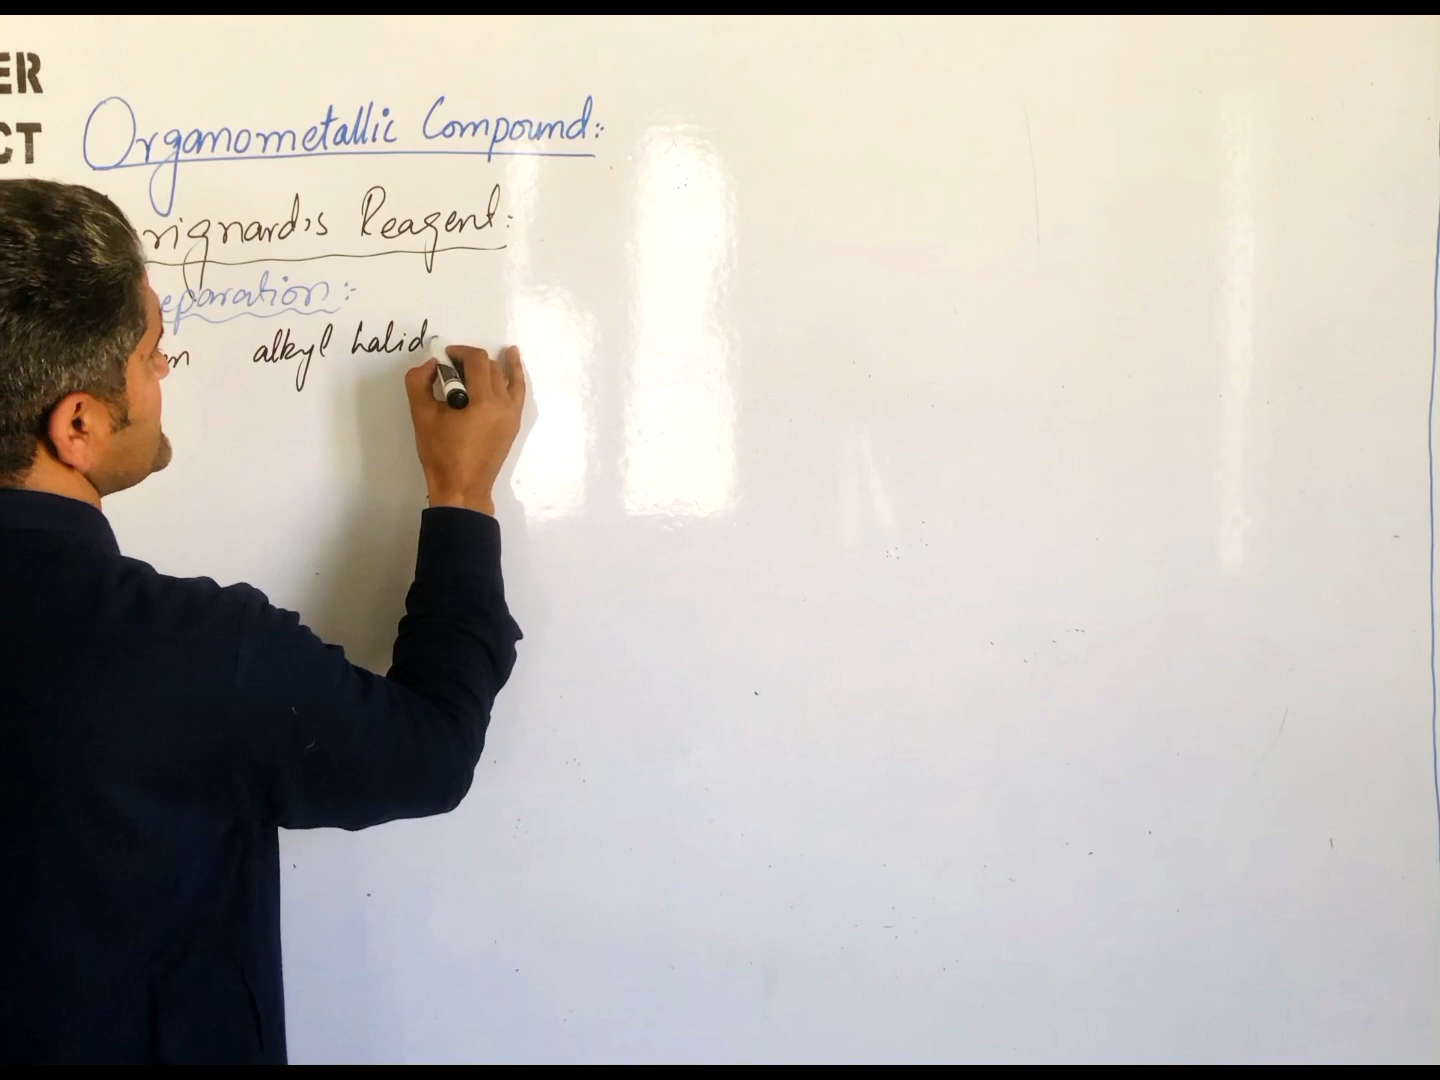 ER
CT
Organometallic Compound:-
rignard's Reagent:-
eparation:-
m alkyl halid